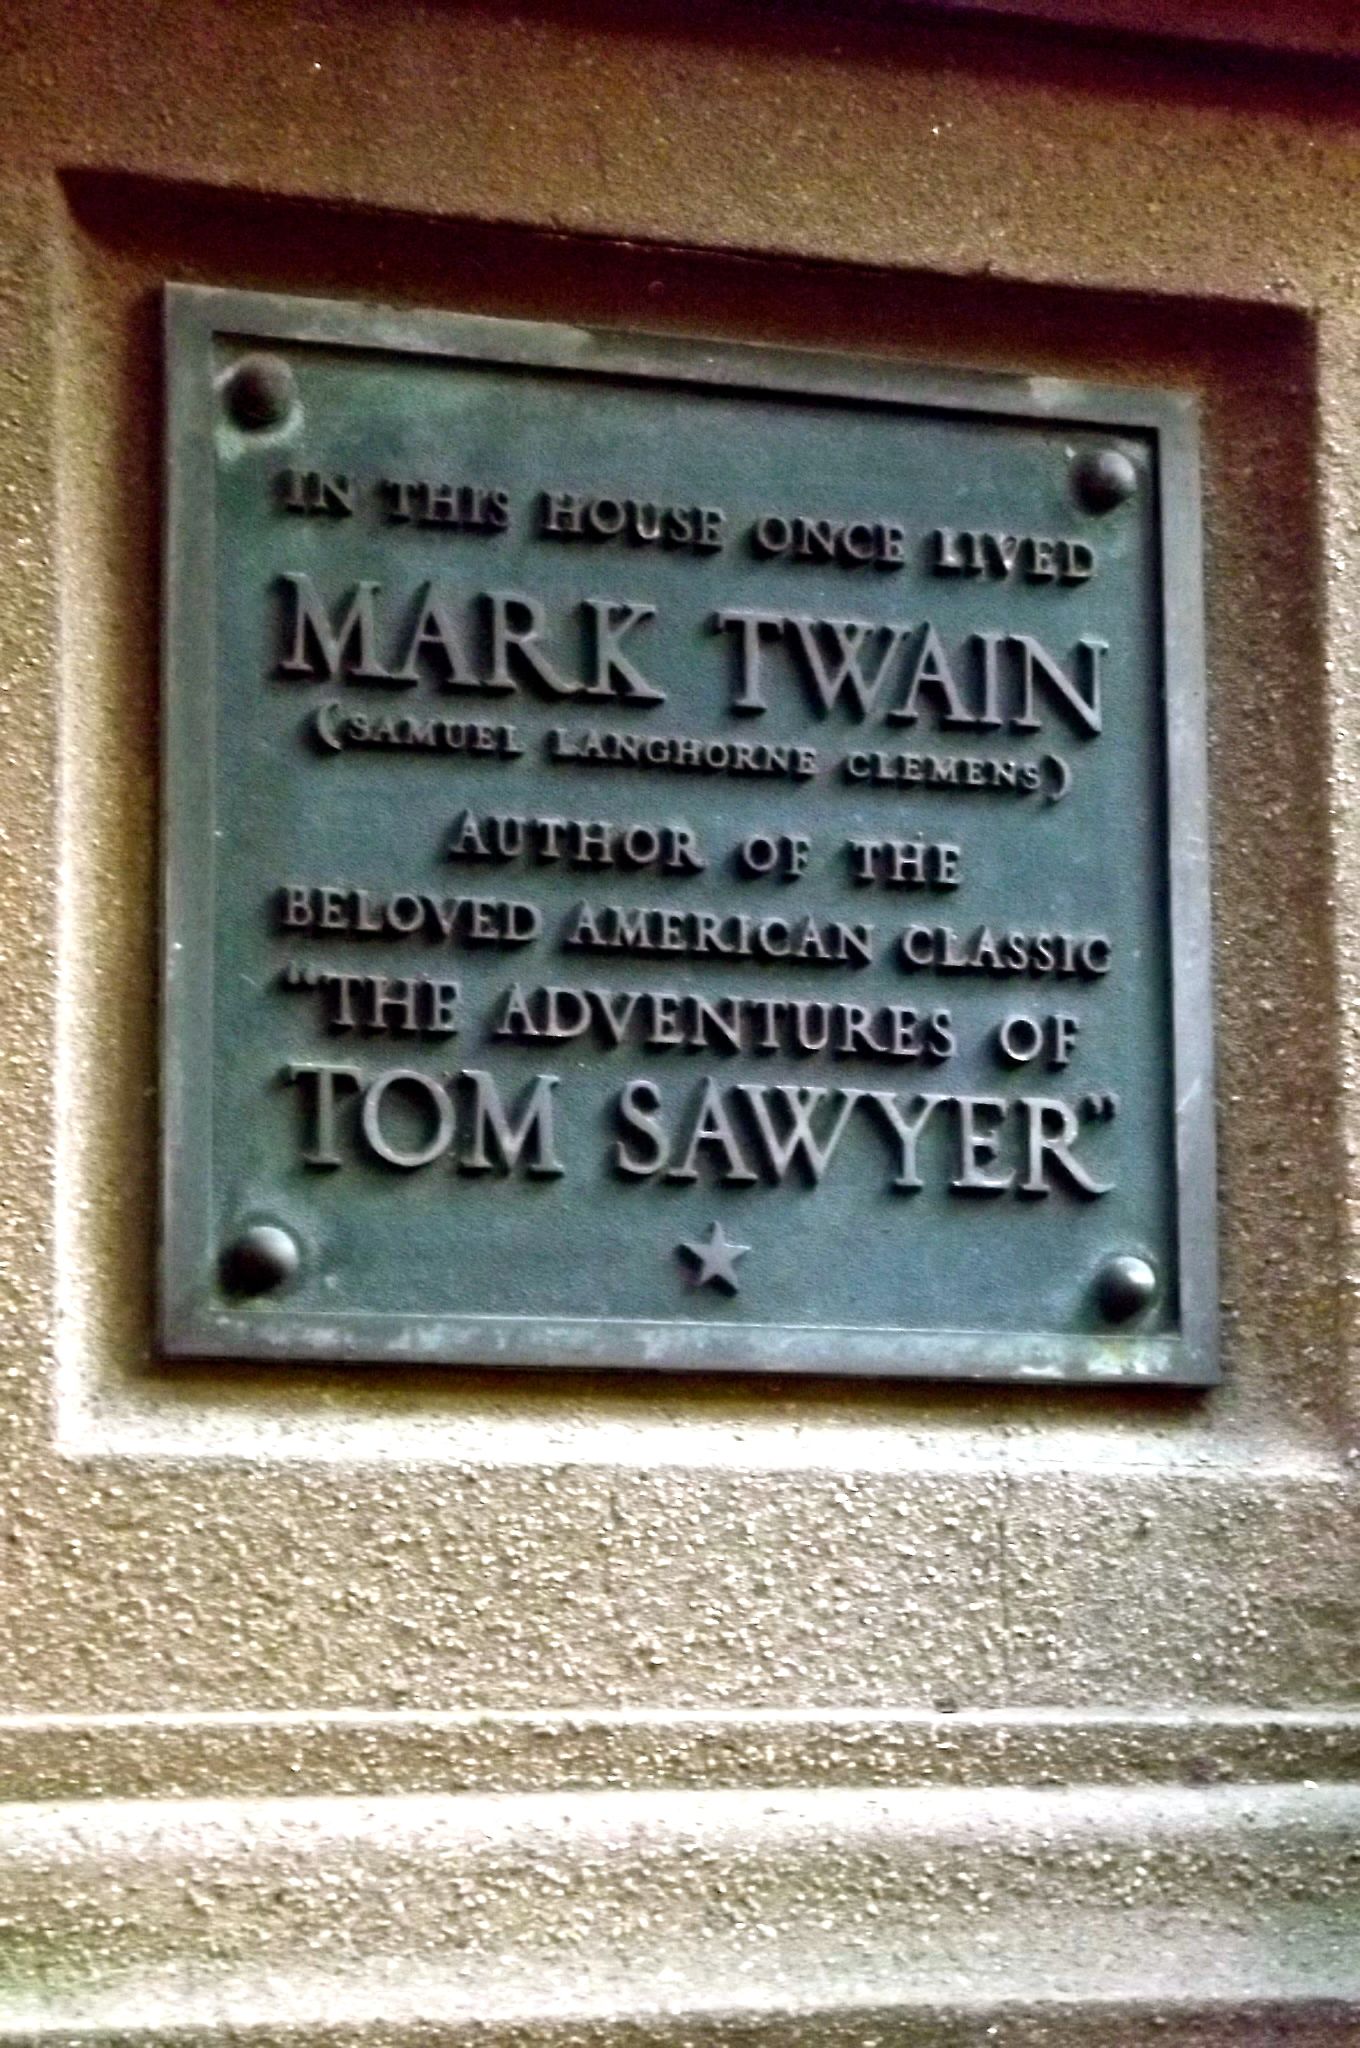 IN THIS HOUSE ONCE LIVED
MARK TWAIN
(SAMUEL LANGHORNE CLEMENS)
AUTHOR OF THE
BELOVED AMERICAN CLASSIC
"THE ADVENTURES OF
TOM SAWYER"